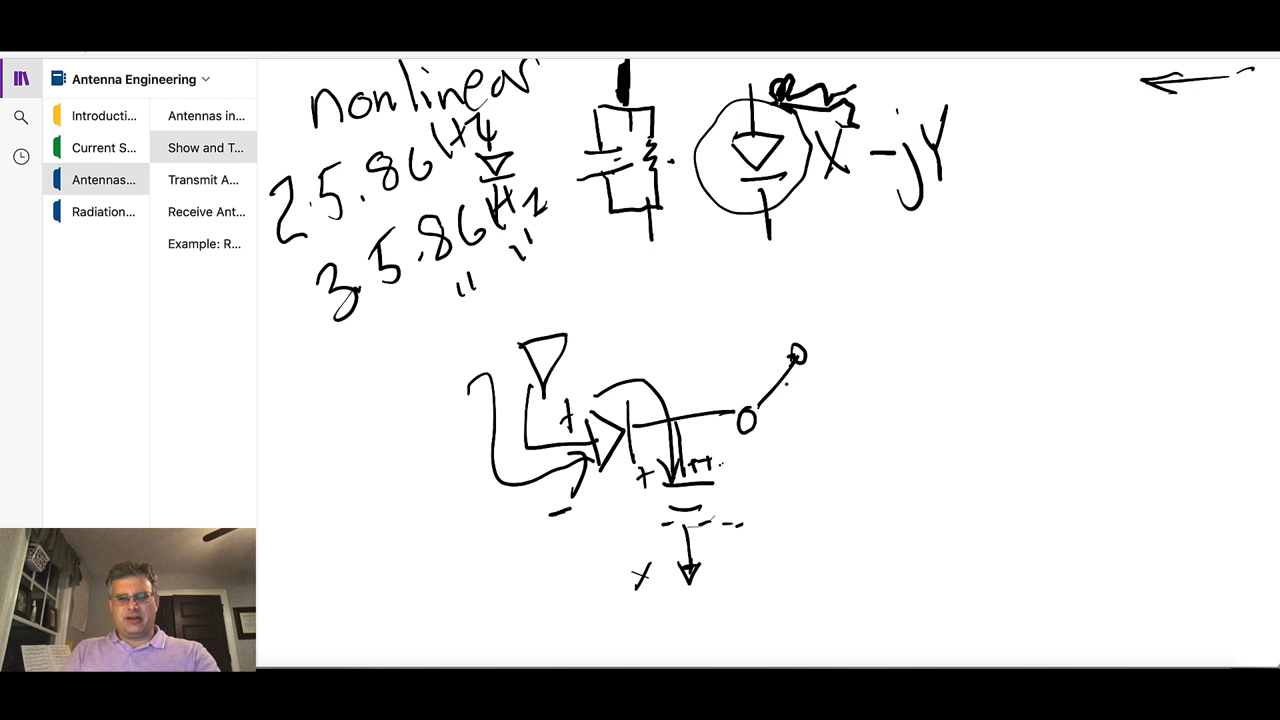 Antenna Engineering
Introducti...
Current S...
Antennas...
Radiation...
Antennas in...
Show and T...
Transmit A...
Receive Ant...
Example: R...
nonlinear
2.5.8GHz
3.5.8GHz
" "
X -jY
+
-
+ ++
-- -- --